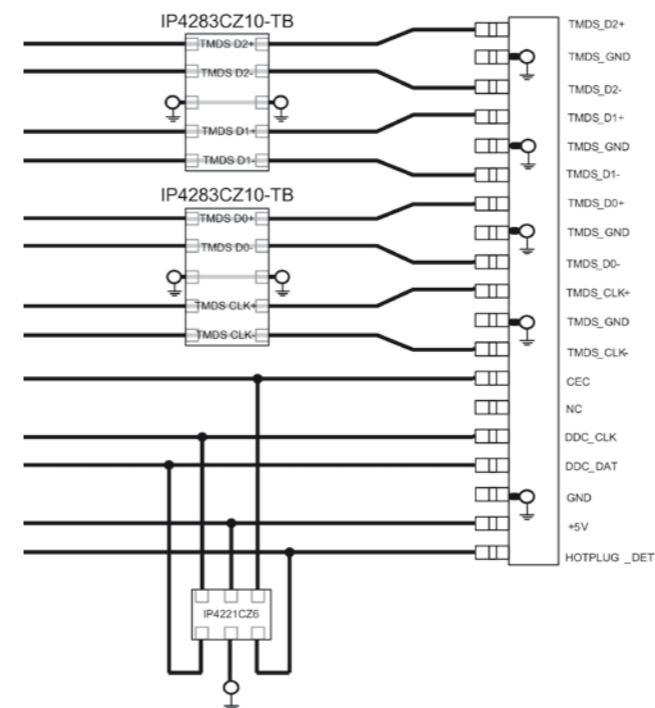 IP4283CZ10-TB
TMDS D2+
TMDS D2-
TMDS D1+
TMDS D1-
IP4283CZ10-TB
TMDS D0+
TMDS D0-
TMDS CLK+
TMDS CLK-
IP4221CZ6
TMDS_D2+
TMDS_GND
TMDS_D2-
TMDS_D1+
TMDS_GND
TMDS_D1-
TMDS_D0+
TMDS_GND
TMDS_D0-
TMDS_CLK+
TMDS_GND
TMDS_CLK-
CEC
NC
DDC_CLK
DDC_DAT
GND
+5V
HOTPLUG _DET